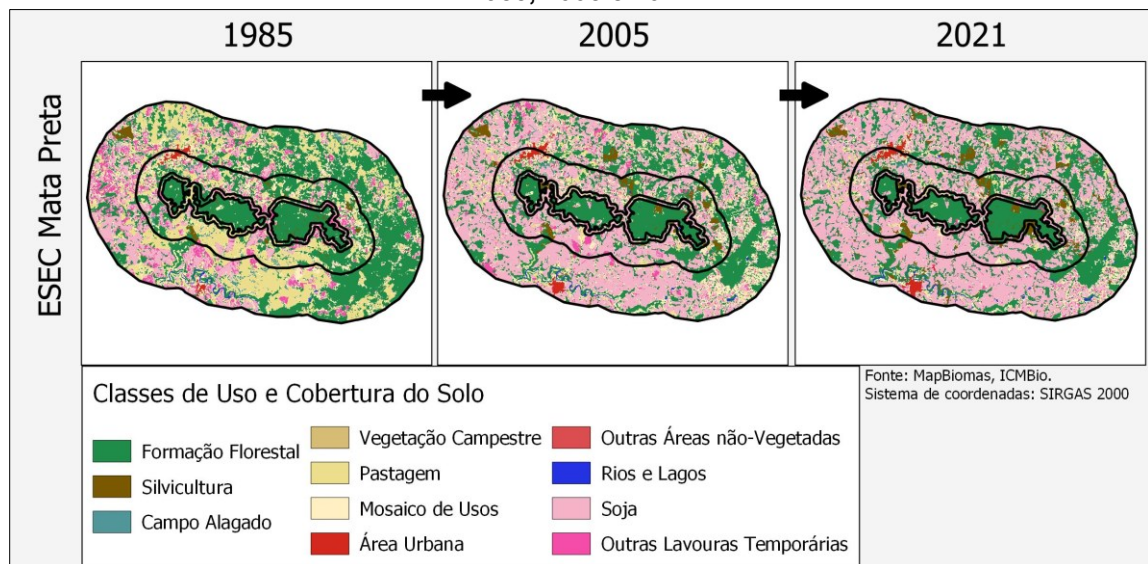 1985
2005
2021
ESEC Mata Preta
Classes de Uso e Cobertura do Solo
Formação Florestal
Silvicultura
Campo Alagado
Vegetação Campestre
Pastagem
Mosaico de Usos
Área Urbana
Outras Áreas não-Vegetadas
Rios e Lagos
Soja
Outras Lavouras Temporárias
Fonte: MapBiomas, ICMBio.
Sistema de coordenadas: SIRGAS 2000